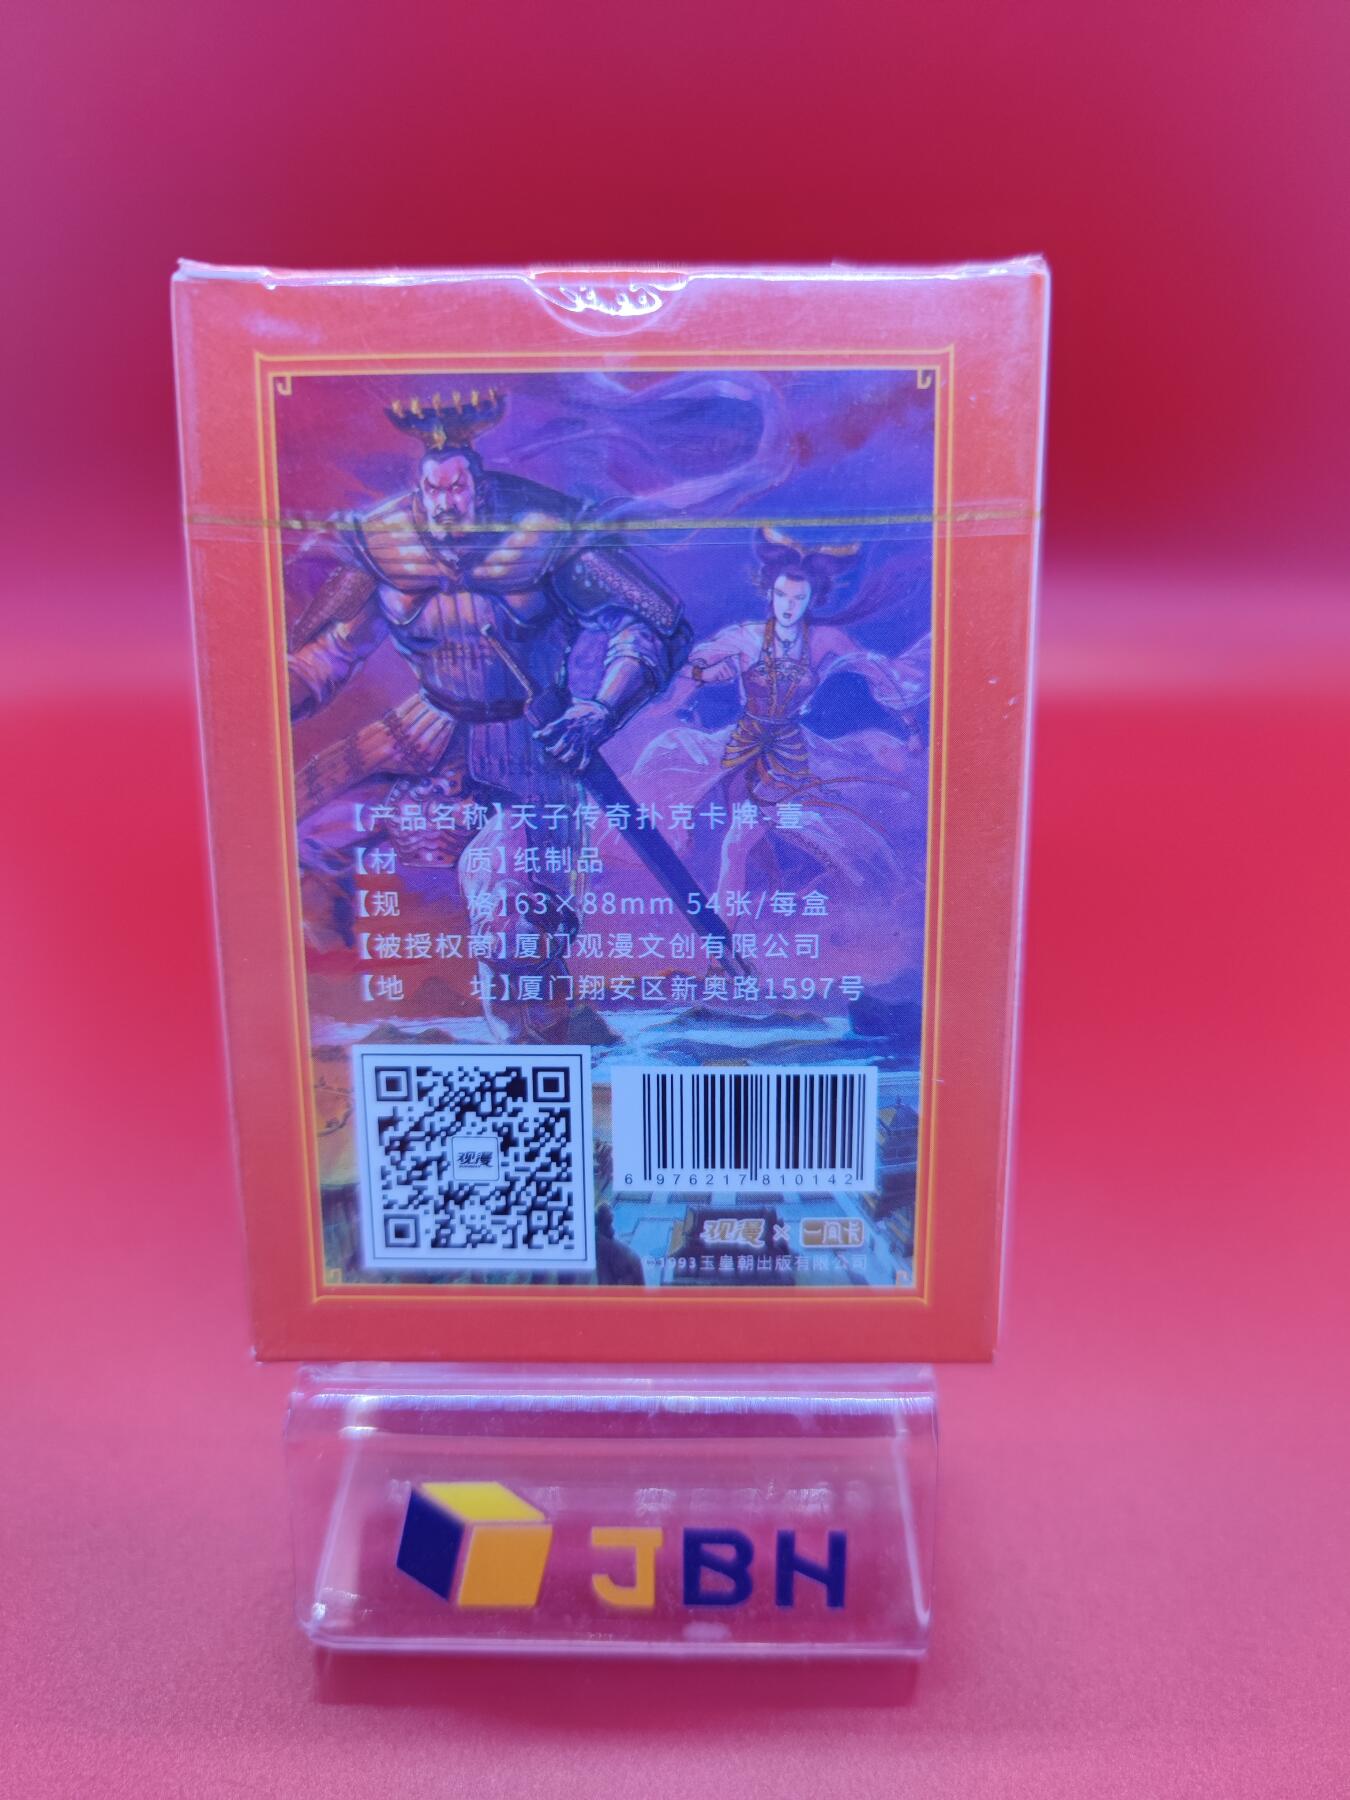 【产品名称】天子传奇扑克卡牌-壹
【材 质】纸制品
【规 格】63×88mm 54张/每盒
【被授权商】厦门观漫文创有限公司
【地 址】厦门翔安区新奥路1597号
观漫
6 976217 810142
观漫 × 一间卡
©1993玉皇朝出版有限公司
JBH